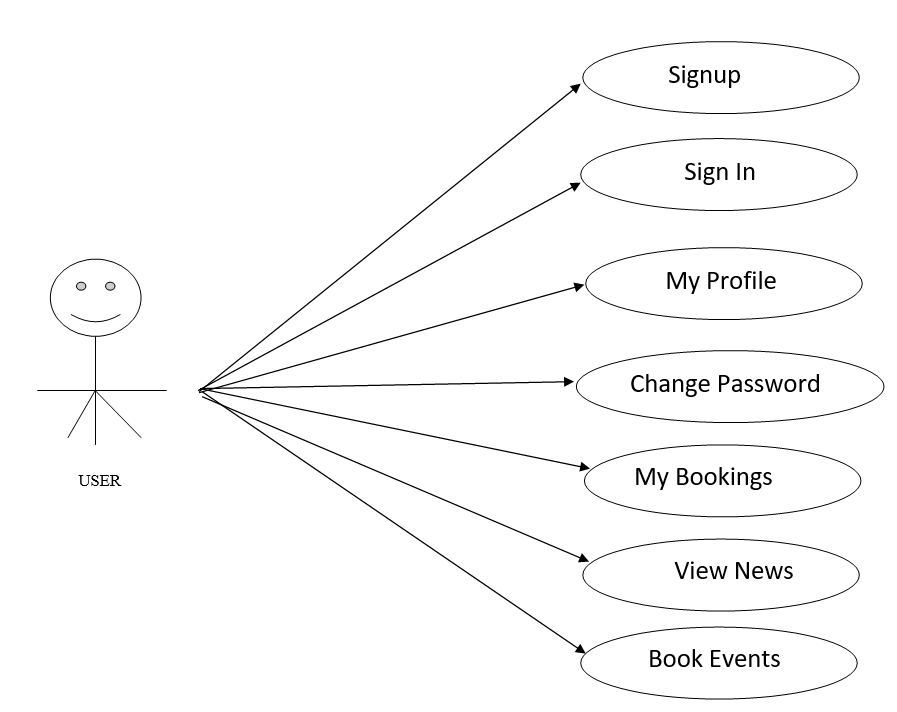 Signup
Sign In
My Profile
Change Password
USER
My Bookings
View News
Book Events